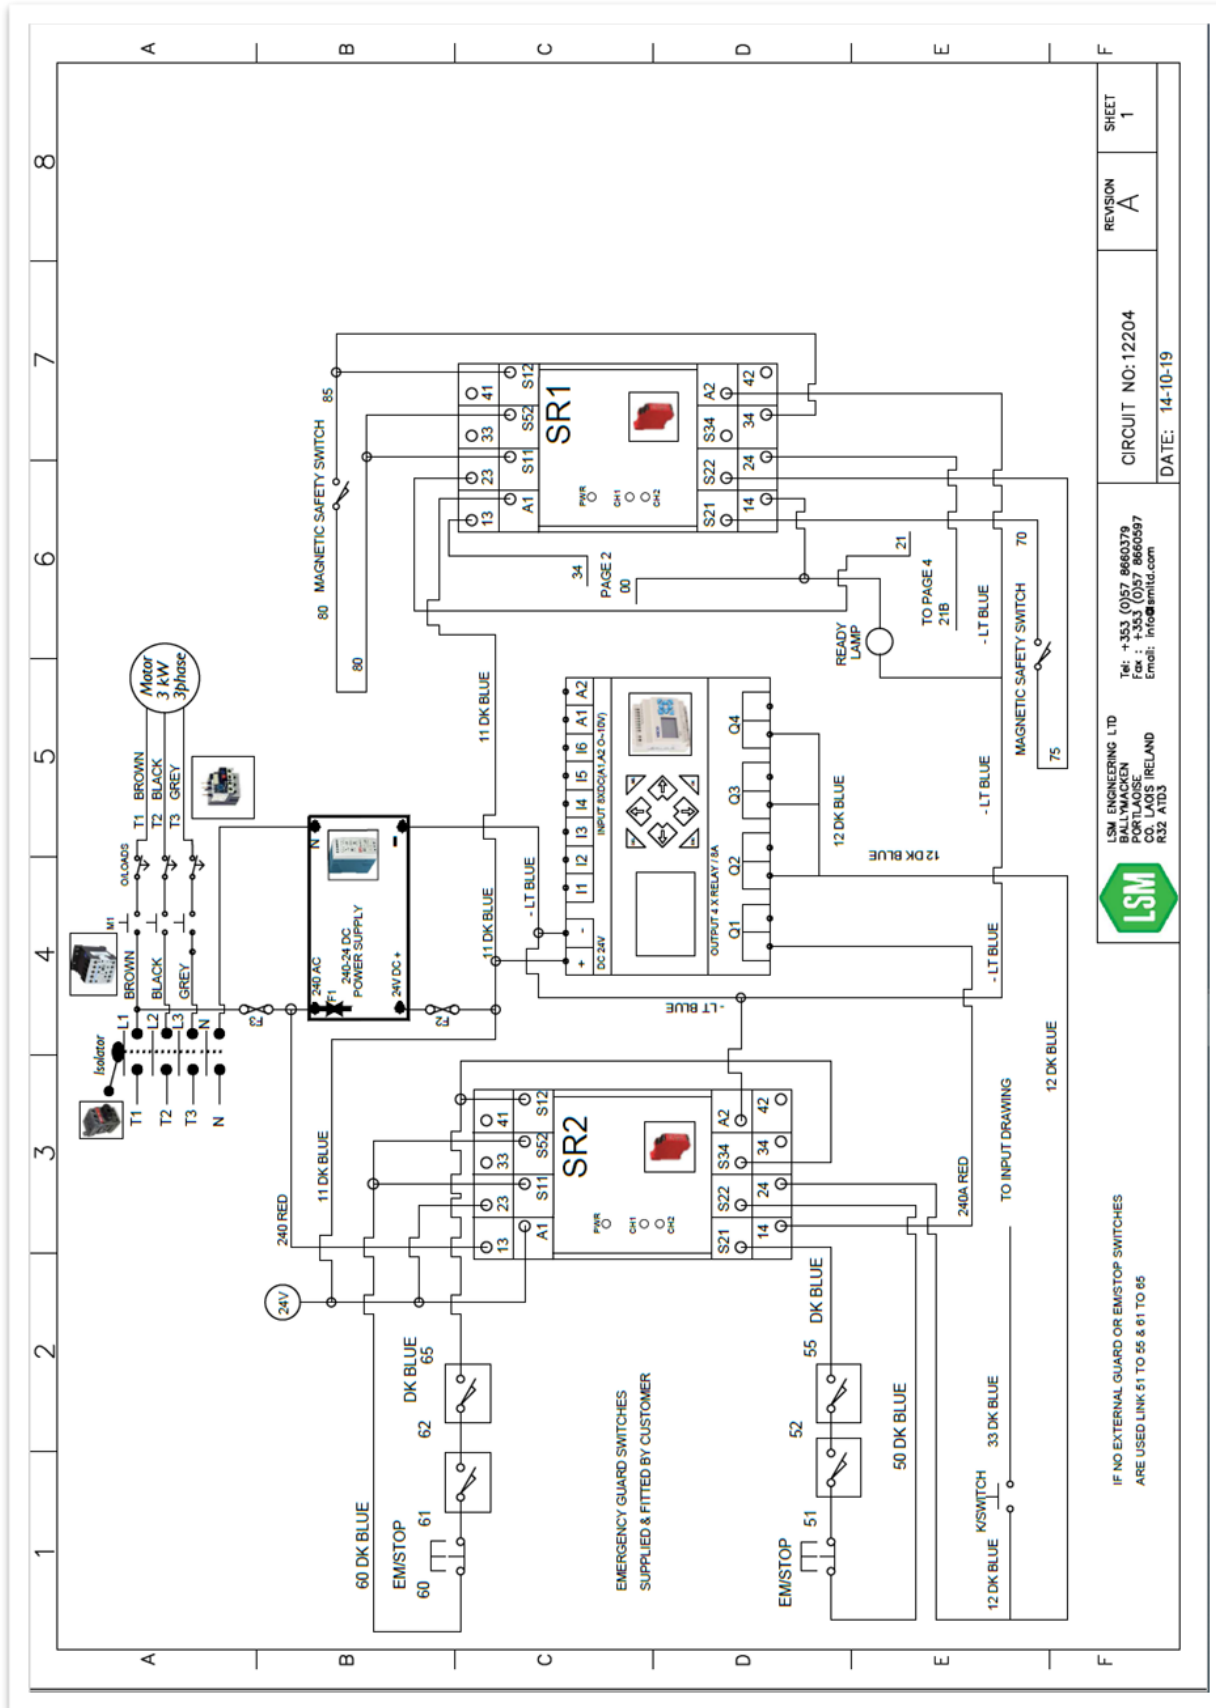 1
2
3
4
5
6
7
8
A
B
C
D
E
F
A
B
C
D
E
F
Isolator
T1
T2
T3
N
L1
L2
L3
N
BROWN
BLACK
GREY
M1
O/LOADS
T1 BROWN
T2 BLACK
T3 GREY
Motor
3 kW
3phase
240 RED
11 DK BLUE
24V
240 AC
F1
240-24 DC
POWER SUPPLY
24V DC +
N
-
11 DK BLUE
- LT BLUE
11 DK BLUE
80 MAGNETIC SAFETY SWITCH 85
80
60 DK BLUE
EM/STOP
60
61
62
DK BLUE
65
13
23
33
41
A1
S11
S52
S12
SR2
PWR
CH1
CH2
S21
S22
S34
A2
14
24
34
42
- LT BLUE
+
-
DC 24V
I1
I2
I3
I4
I5
I6
A1
A2
INPUT 8XDC(A1,A2 0~10V)
OUTPUT 4 X RELAY / 8A
Q1
Q2
Q3
Q4
12 DK BLUE
12 DK BLUE
13
23
33
41
A1
S11
S52
S12
SR1
PWR
CH1
CH2
S21
S22
S34
A2
14
24
34
42
34
PAGE 2
00
READY
LAMP
21
TO PAGE 4
21B
- LT BLUE
- LT BLUE
- LT BLUE
MAGNETIC SAFETY SWITCH
70
75
EMERGENCY GUARD SWITCHES
SUPPLIED & FITTED BY CUSTOMER
EM/STOP
51
52
55
DK BLUE
50 DK BLUE
240A RED
12 DK BLUE
K/SWITCH
33 DK BLUE
TO INPUT DRAWING
12 DK BLUE
IF NO EXTERNAL GUARD OR EM/STOP SWITCHES
ARE USED LINK 51 TO 55 & 61 TO 65
LSM
LSM ENGINEERING LTD
BALLYMACKEN
PORTLAOISE
CO. LAOIS IRELAND
R32 AT03
Tel: +353 (0)57 8660379
Fax : +353 (0)57 8660597
Email: info@lsmltd.com
CIRCUIT NO:12204
DATE: 14-10-19
REVISION
A
SHEET
1